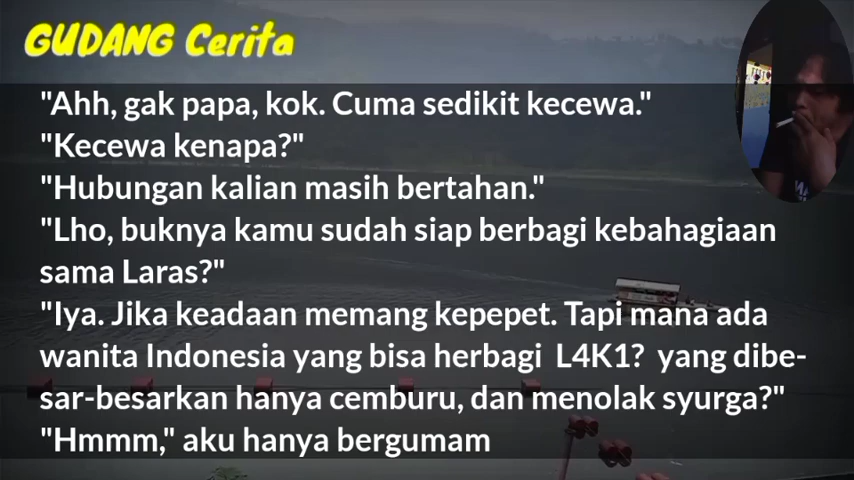 GUDANG Cerita
"Ahh, gak papa, kok. Cuma sedikit kecewa."
"Kecewa kenapa?"
"Hubungan kalian masih bertahan."
"Lho, buknya kamu sudah siap berbagi kebahagiaan
sama Laras?"
"Iya. Jika keadaan memang kepepet. Tapi mana ada
wanita Indonesia yang bisa herbagi L4K1? yang dibe-
sar-besarkan hanya cemburu, dan menolak syurga?"
"Hmmm," aku hanya bergumam